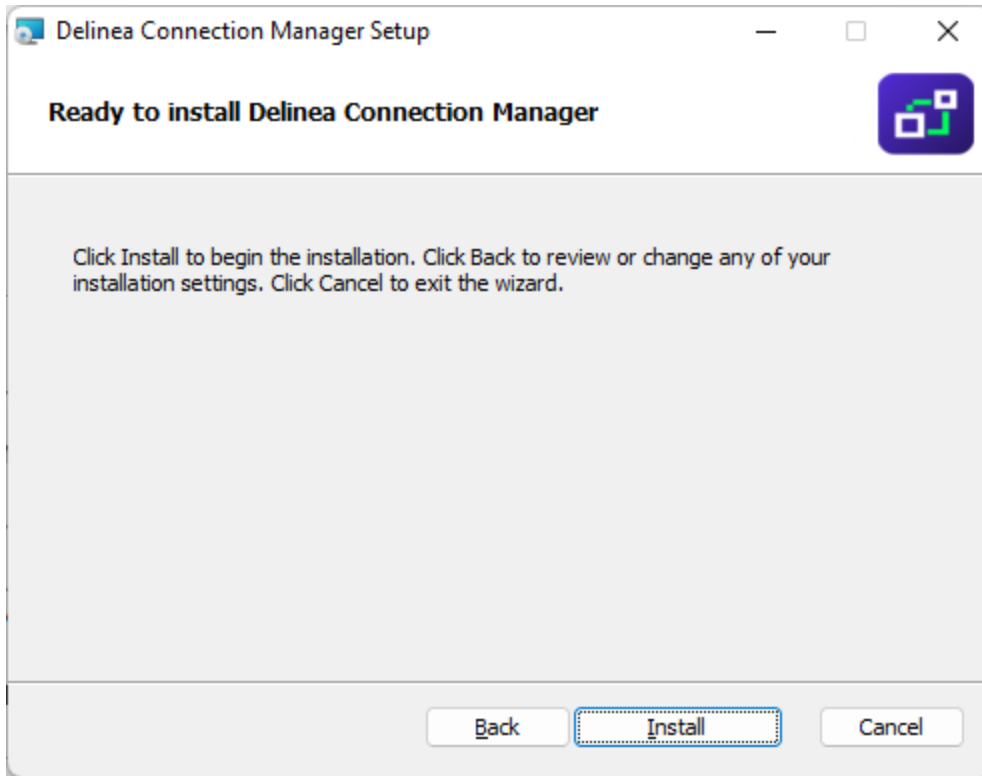 Delinea Connection Manager Setup
Ready to install Delinea Connection Manager
Click Install to begin the installation. Click Back to review or change any of your
installation settings. Click Cancel to exit the wizard.
Back Install Cancel